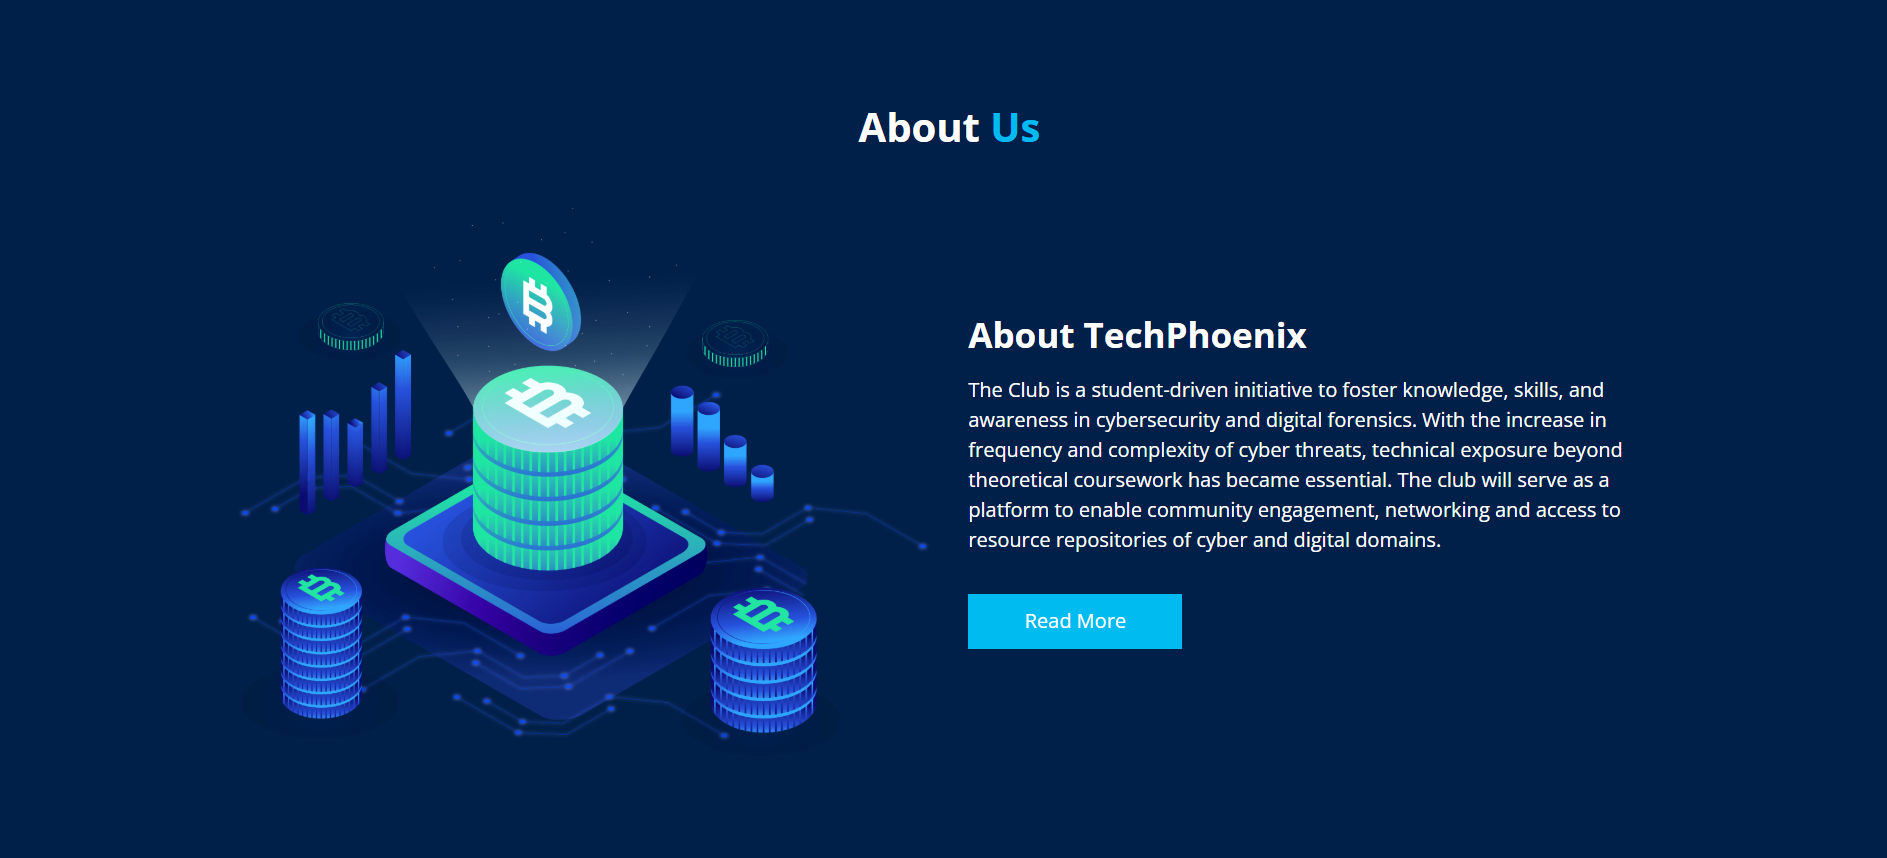 About Us
About TechPhoenix
The Club is a student-driven initiative to foster knowledge, skills, and
awareness in cybersecurity and digital forensics. With the increase in
frequency and complexity of cyber threats, technical exposure beyond
theoretical coursework has became essential. The club will serve as a
platform to enable community engagement, networking and access to
resource repositories of cyber and digital domains.
Read More